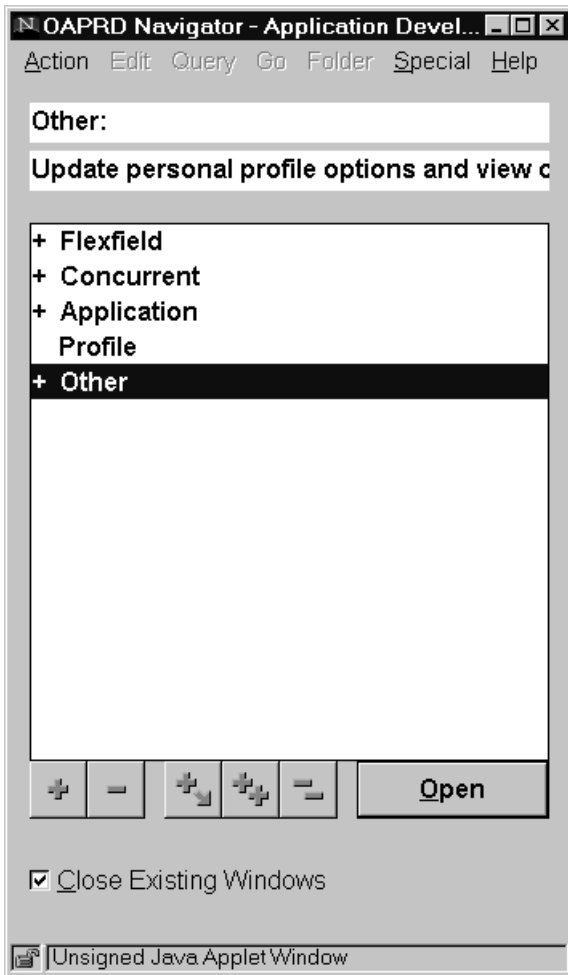 OAPRD Navigator - Application Devel...
Action Edit Query Go Folder Special Help
Other:
Update personal profile options and view c
+ Flexfield
+ Concurrent
+ Application
Profile
+ Other
Open
Close Existing Windows
Unsigned Java Applet Window